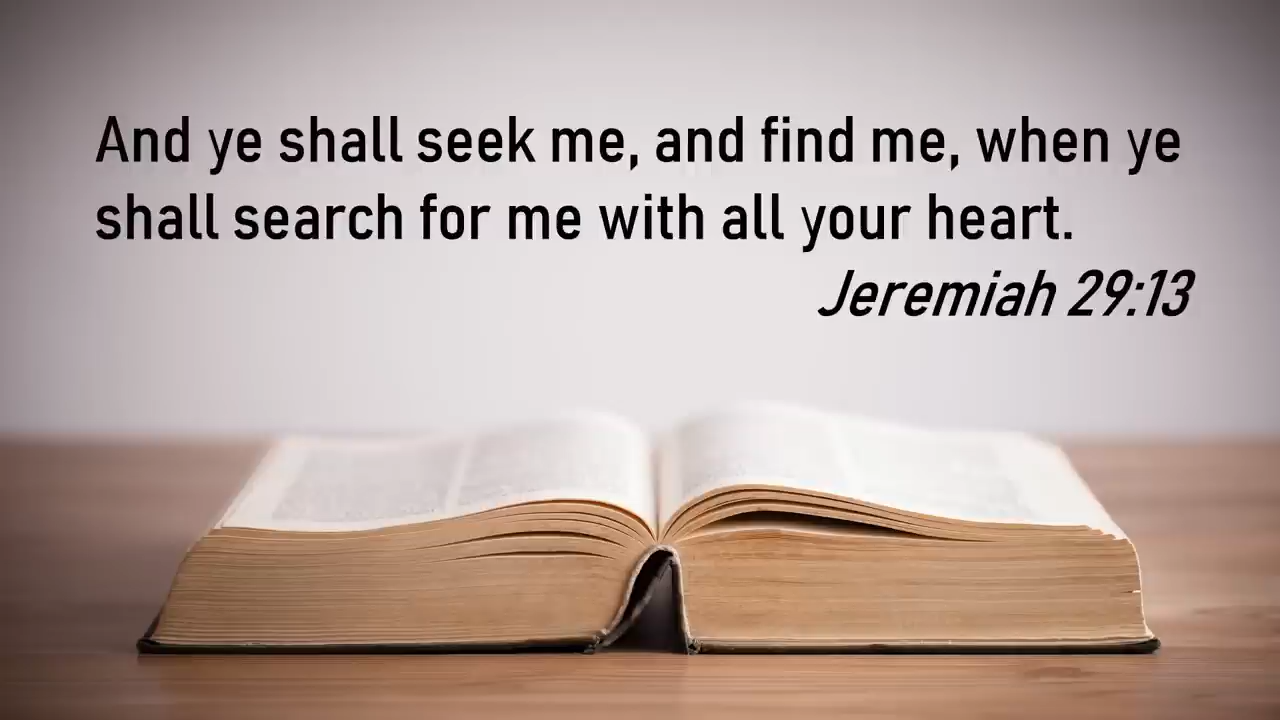 And ye shall seek me, and find me, when ye
shall search for me with all your heart.
Jeremiah 29:13